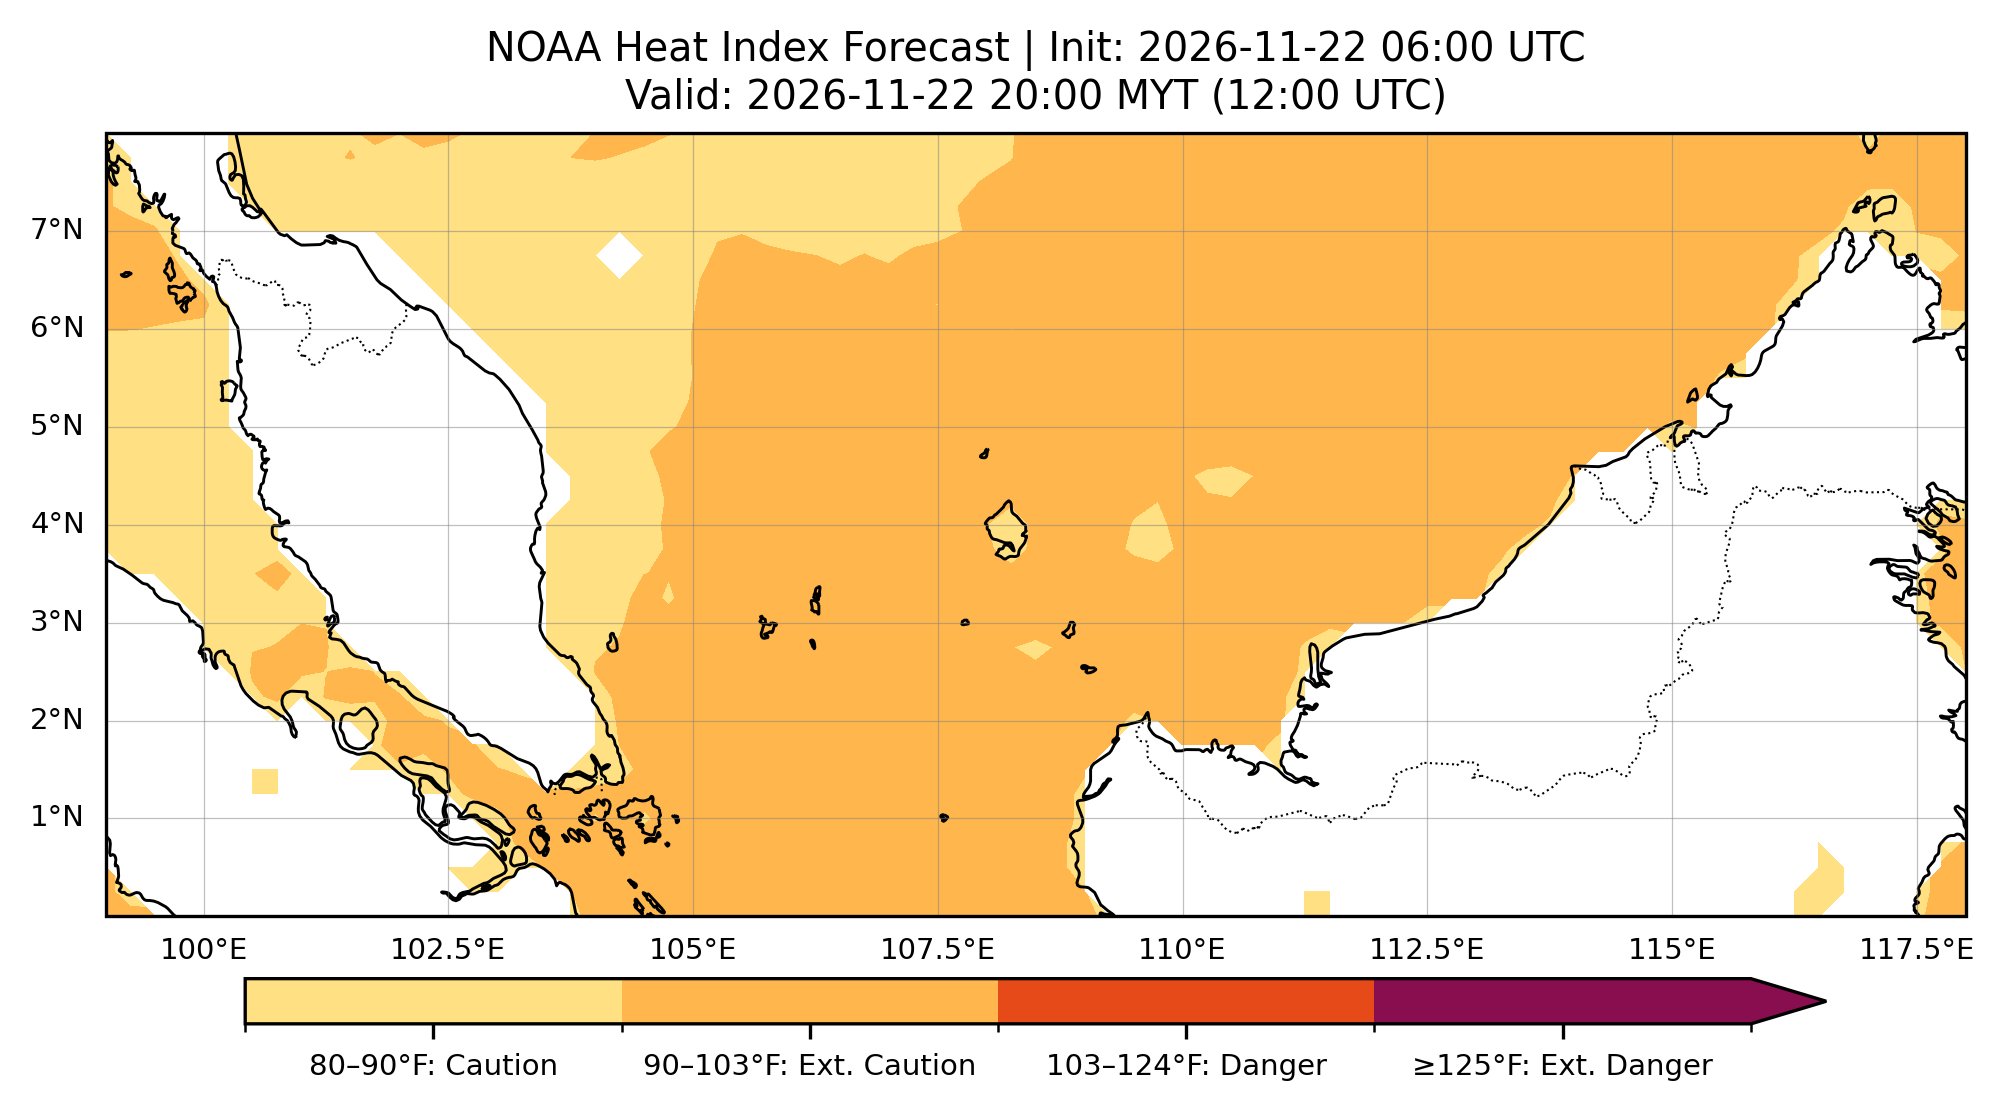 NOAA Heat Index Forecast | Init: 2026-11-22 06:00 UTC
Valid: 2026-11-22 20:00 MYT (12:00 UTC)
7°N
6°N
5°N
4°N
3°N
2°N
1°N
100°E
102.5°E
105°E
107.5°E
110°E
112.5°E
115°E
117.5°E
80–90°F: Caution
90–103°F: Ext. Caution
103–124°F: Danger
≥125°F: Ext. Danger